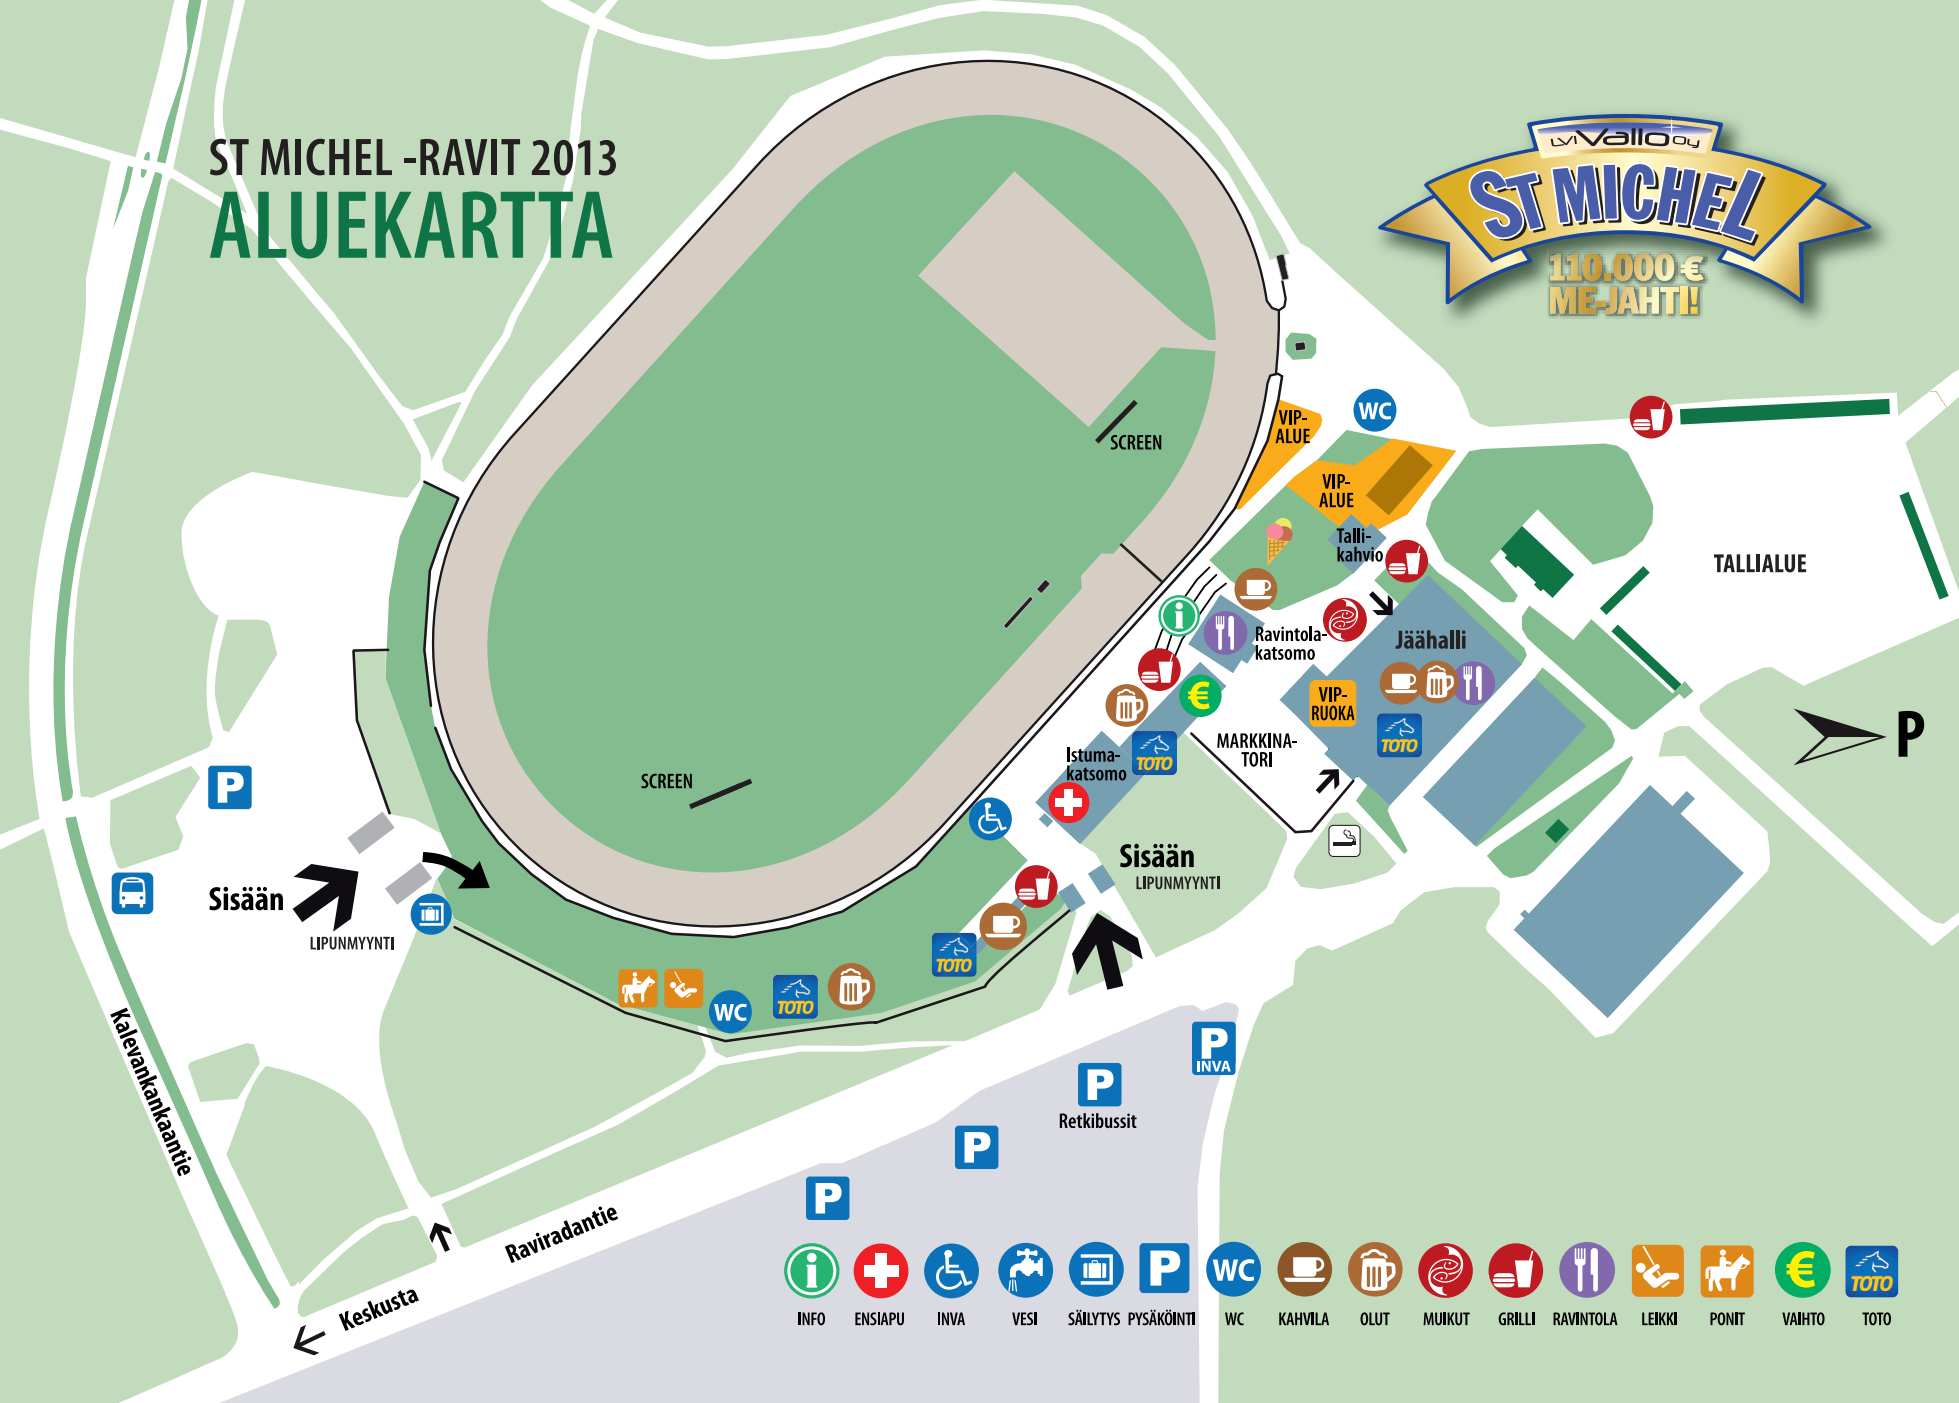 ST MICHEL -RAVIT 2013
ALUEKARTTA
LVI Vallo Oy
ST MICHEL
110.000 €
ME-JAHTI!
SCREEN
VIP-
ALUE
WC
VIP-
ALUE
Talli-
kahvio
TALLIALUE
Ravintola-
katsomo
Jäähalli
VIP-
RUOKA
TOTO
€
MARKKINA-
TORI
Istuma-
katsomo
TOTO
P
SCREEN
P
Sisään
LIPUNMYYNTI
Sisään
LIPUNMYYNTI
TOTO
WC
TOTO
Kalevankankaantie
P
INVA
P
Retkibussit
P
P
Raviradantie
Keskusta
P
WC
€
TOTO
INFO
ENSIAPU
INVA
VESI
SÄILYTYS
PYSÄKÖINTI
WC
KAHVILA
OLUT
MUIKUT
GRILLI
RAVINTOLA
LEIKKI
PONIT
VAIHTO
TOTO